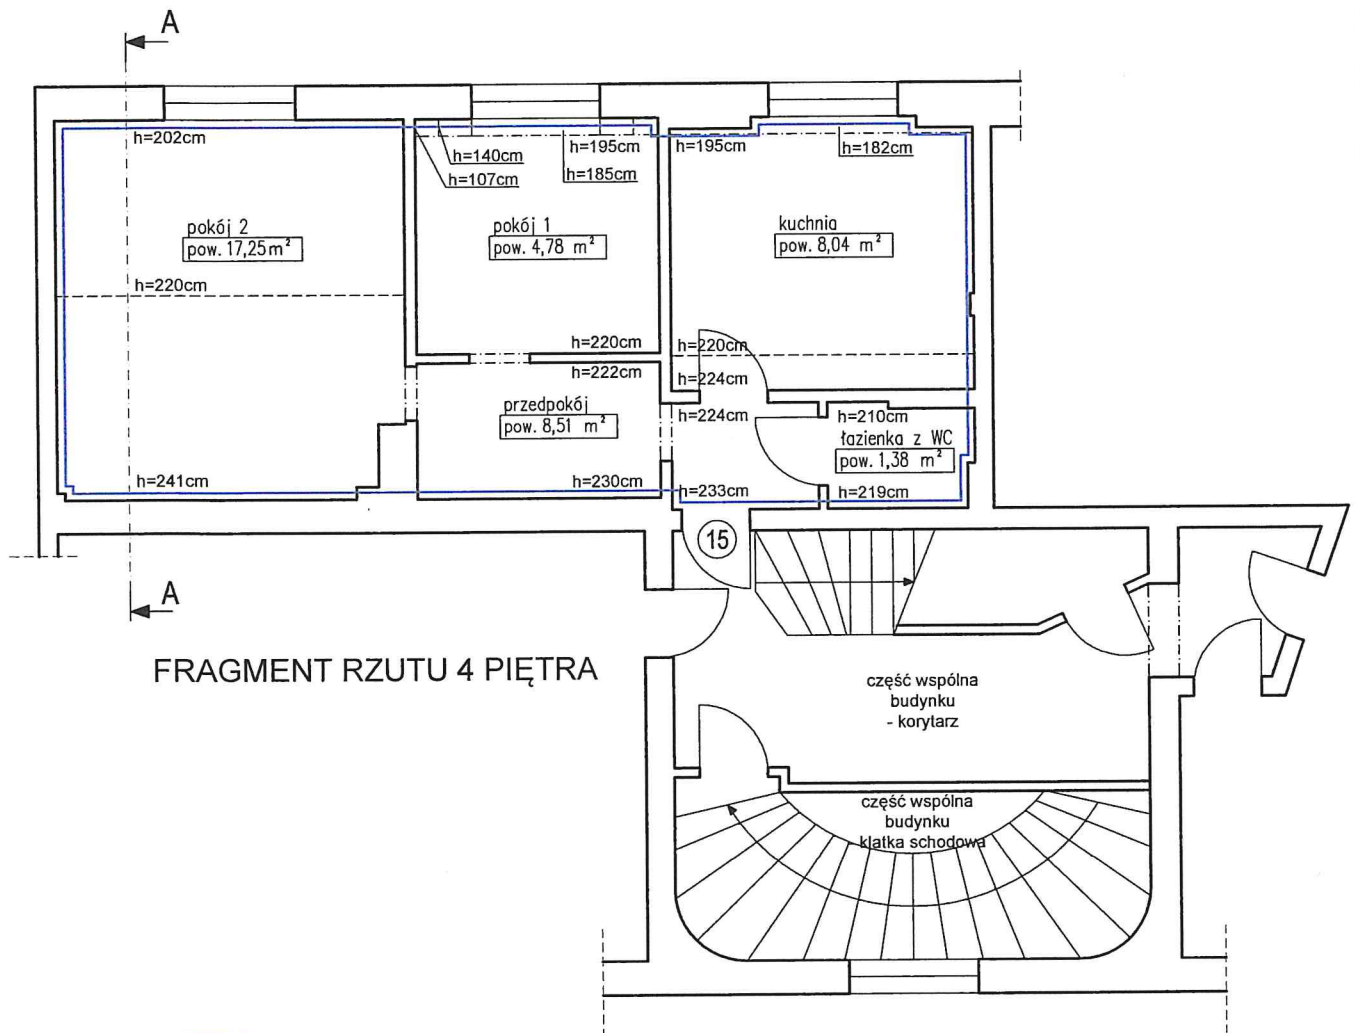 A
h=202cm
h=140cm
h=107cm
h=195cm
h=185cm
h=195cm
h=182cm
pokój 2
pow. 17,25 m²
pokój 1
pow. 4,78 m²
kuchnia
pow. 8,04 m²
h=220cm
h=220cm
h=222cm
h=220cm
h=224cm
przedpokój
pow. 8,51 m²
h=224cm
h=210cm
łazienka z WC
pow. 1,38 m²
h=241cm
h=230cm
h=233cm
h=219cm
15
A
FRAGMENT RZUTU 4 PIĘTRA
część wspólna
budynku
- korytarz
część wspólna
budynku
klatka schodowa